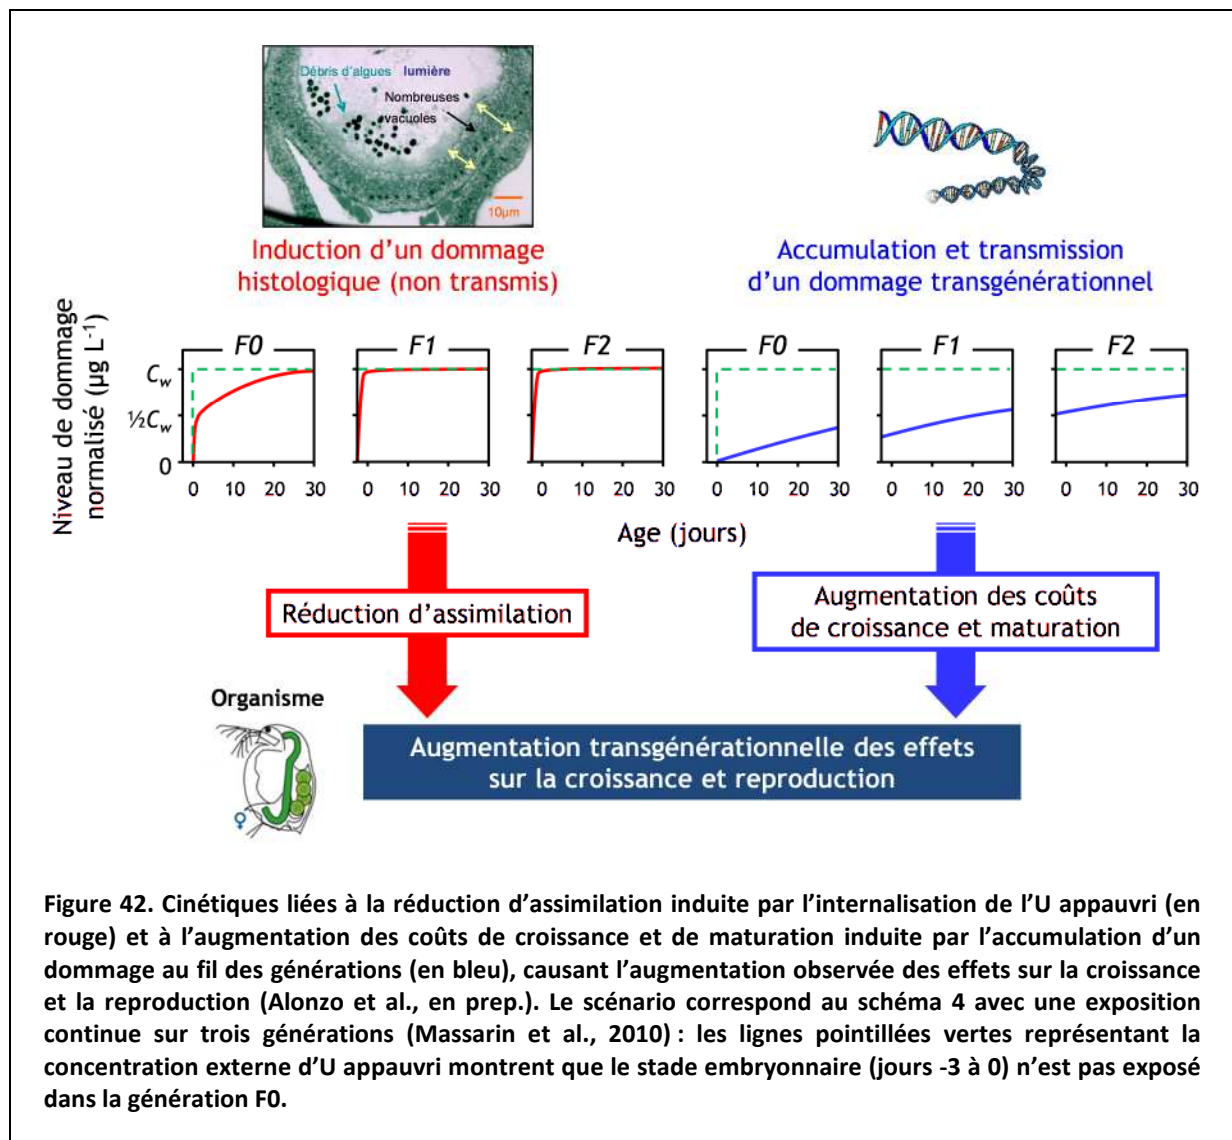 Débris d'algues lumière
Nombreuses
vacuoles
10µm
Induction d'un dommage
histologique (non transmis)
Accumulation et transmission
d'un dommage transgénérationnel
Niveau de dommage
normalisé (µg L-1)
F0 F1 F2 F0 F1 F2
Cw
½Cw
0
0 10 20 30 0 10 20 30 0 10 20 30 0 10 20 30 0 10 20 30 0 10 20 30
Age (jours)
Réduction d'assimilation
Augmentation des coûts
de croissance et maturation
Organisme
♀
Augmentation transgénérationnelle des effets
sur la croissance et reproduction
Figure 42. Cinétiques liées à la réduction d'assimilation induite par l'internalisation de l'U appauvri (en
rouge) et à l'augmentation des coûts de croissance et de maturation induite par l'accumulation d'un
dommage au fil des générations (en bleu), causant l'augmentation observée des effets sur la croissance
et la reproduction (Alonzo et al., en prep.). Le scénario correspond au schéma 4 avec une exposition
continue sur trois générations (Massarin et al., 2010) : les lignes pointillées vertes représentant la
concentration externe d'U appauvri montrent que le stade embryonnaire (jours -3 à 0) n'est pas exposé
dans la génération F0.